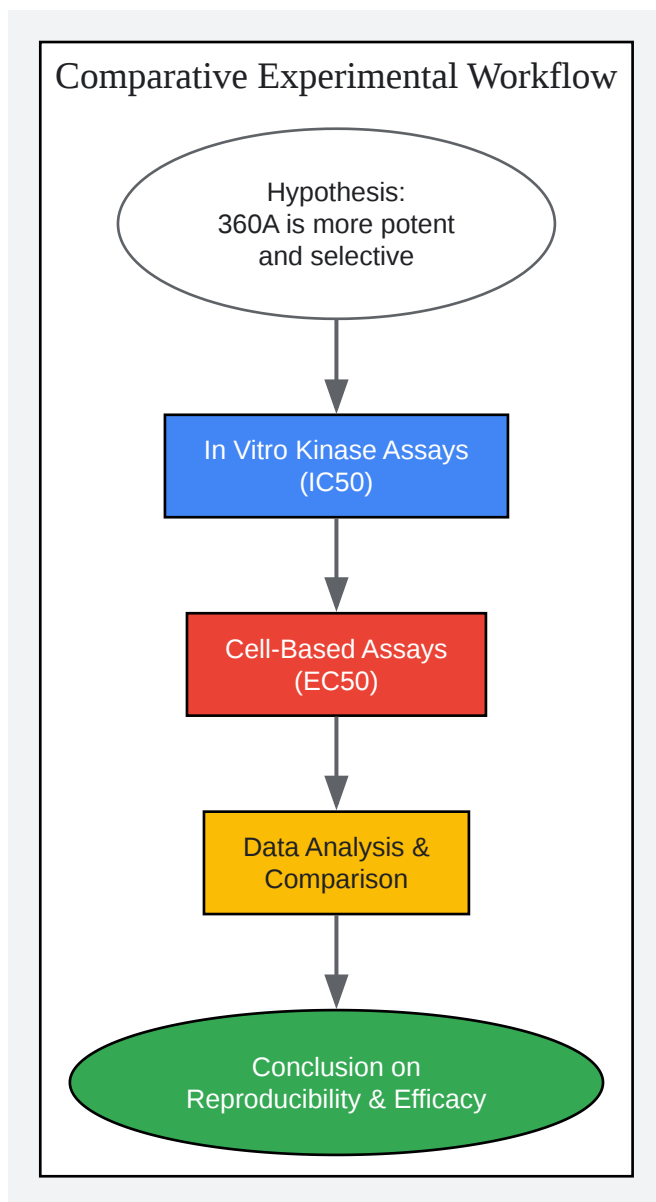 Comparative Experimental Workflow
Hypothesis:
360A is more potent
and selective
In Vitro Kinase Assays
(IC50)
Cell-Based Assays
(EC50)
Data Analysis &
Comparison
Conclusion on
Reproducibility & Efficacy